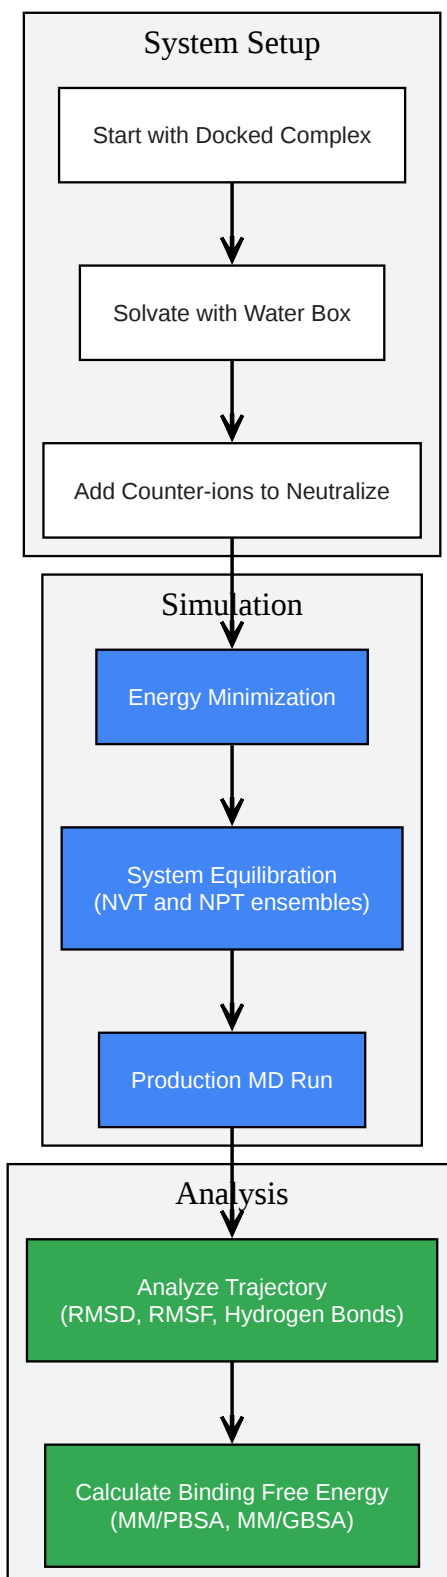 System Setup
Start with Docked Complex
Solvate with Water Box
Add Counter-ions to Neutralize
Simulation
Energy Minimization
System Equilibration
(NVT and NPT ensembles)
Production MD Run
Analysis
Analyze Trajectory
(RMSD, RMSF, Hydrogen Bonds)
Calculate Binding Free Energy
(MM/PBSA, MM/GBSA)